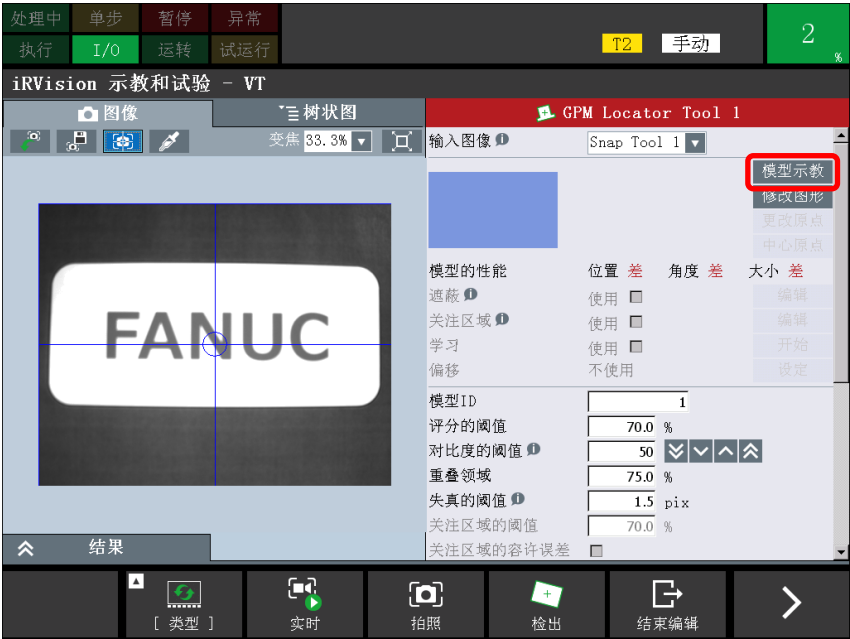 处理中 单步 暂停 异常
执行 I/O 运转 试运行 T2 手动 2 %
iRVision 示教和试验 - VT
图像 树状图 GPM Locator Tool 1
变焦 33.3% 输入图像 Snap Tool 1
模型示教
修改图形
更改原点
中心原点
模型的性能 位置 差 角度 差 大小 差
遮蔽 使用 编辑
关注区域 使用 编辑
学习 使用 开始
偏移 不使用 设定
FANUC
模型ID 1
评分的阈值 70.0 %
对比度的阈值 50
重叠领域 75.0 %
失真的阈值 1.5 pix
关注区域的阈值 70.0 %
关注区域的容许误差
结果
[ 类型 ] 实时 拍照 检出 结束编辑